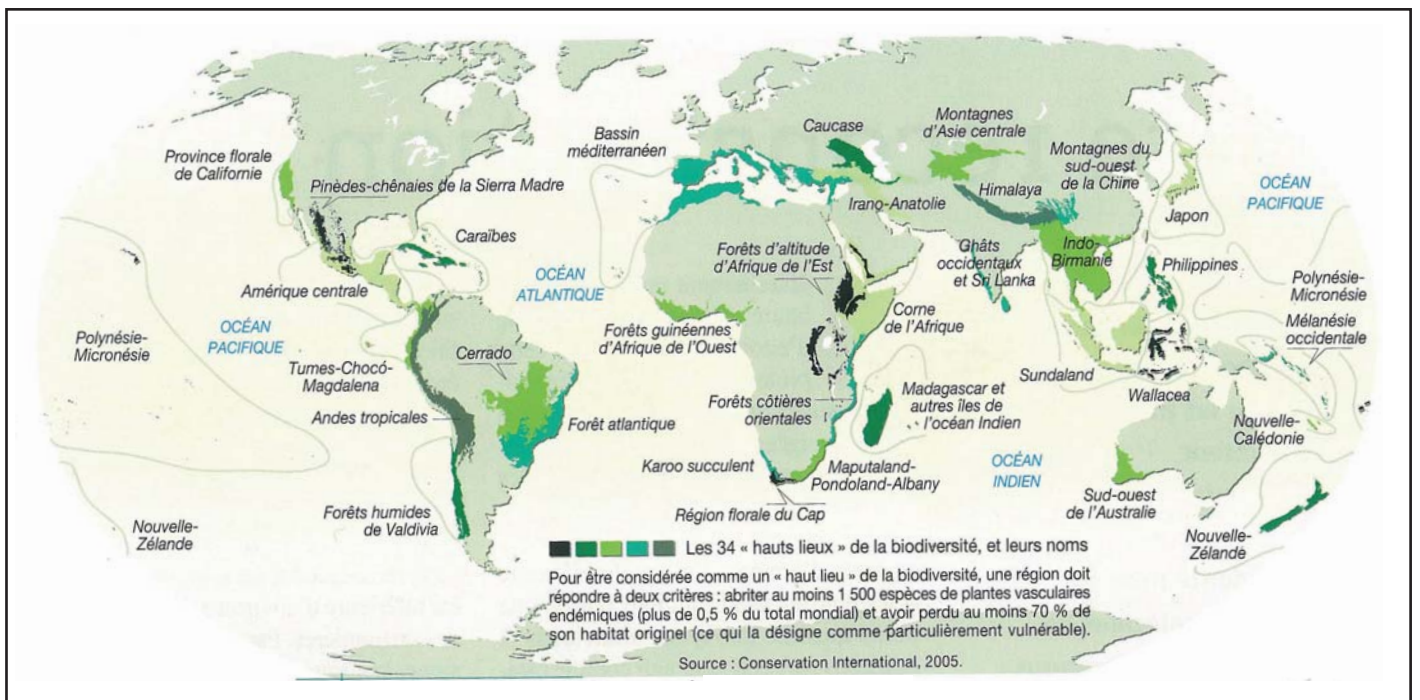 Province florale
de Californie
Pinèdes-chênaies de la Sierra Madre
Caraïbes
Amérique centrale
OCÉAN
PACIFIQUE
Polynésie-
Micronésie
Tumes-Chocó-
Magdalena
Andes tropicales
Cerrado
Forêt atlantique
Forêts humides
de Valdivia
Nouvelle-
Zélande
OCÉAN
ATLANTIQUE
Bassin
méditerranéen
Caucase
Montagnes
d'Asie centrale
Montagnes du
sud-ouest
de la Chine
Himalaya
Irano-Anatolie
Japon
OCÉAN
PACIFIQUE
Forêts d'altitude
d'Afrique de l'Est
Ghâts
occidentaux
et Sri Lanka
Indo-
Birmanie
Philippines
Polynésie-
Micronésie
Mélanésie
occidentale
Forêts guinéennes
d'Afrique de l'Ouest
Corne
de l'Afrique
Sundaland
Wallacea
Forêts côtières
orientales
Madagascar et
autres îles de
l'océan Indien
Nouvelle-
Calédonie
Karoo succulent
Maputaland-
Pondoland-Albany
OCÉAN
INDIEN
Région florale du Cap
Sud-ouest
de l'Australie
Nouvelle-
Zélande
Les 34 « hauts lieux » de la biodiversité, et leurs noms
Pour être considérée comme un « haut lieu » de la biodiversité, une région doit
répondre à deux critères : abriter au moins 1 500 espèces de plantes vasculaires
endémiques (plus de 0,5 % du total mondial) et avoir perdu au moins 70 % de
son habitat originel (ce qui la désigne comme particulièrement vulnérable).
Source : Conservation International, 2005.